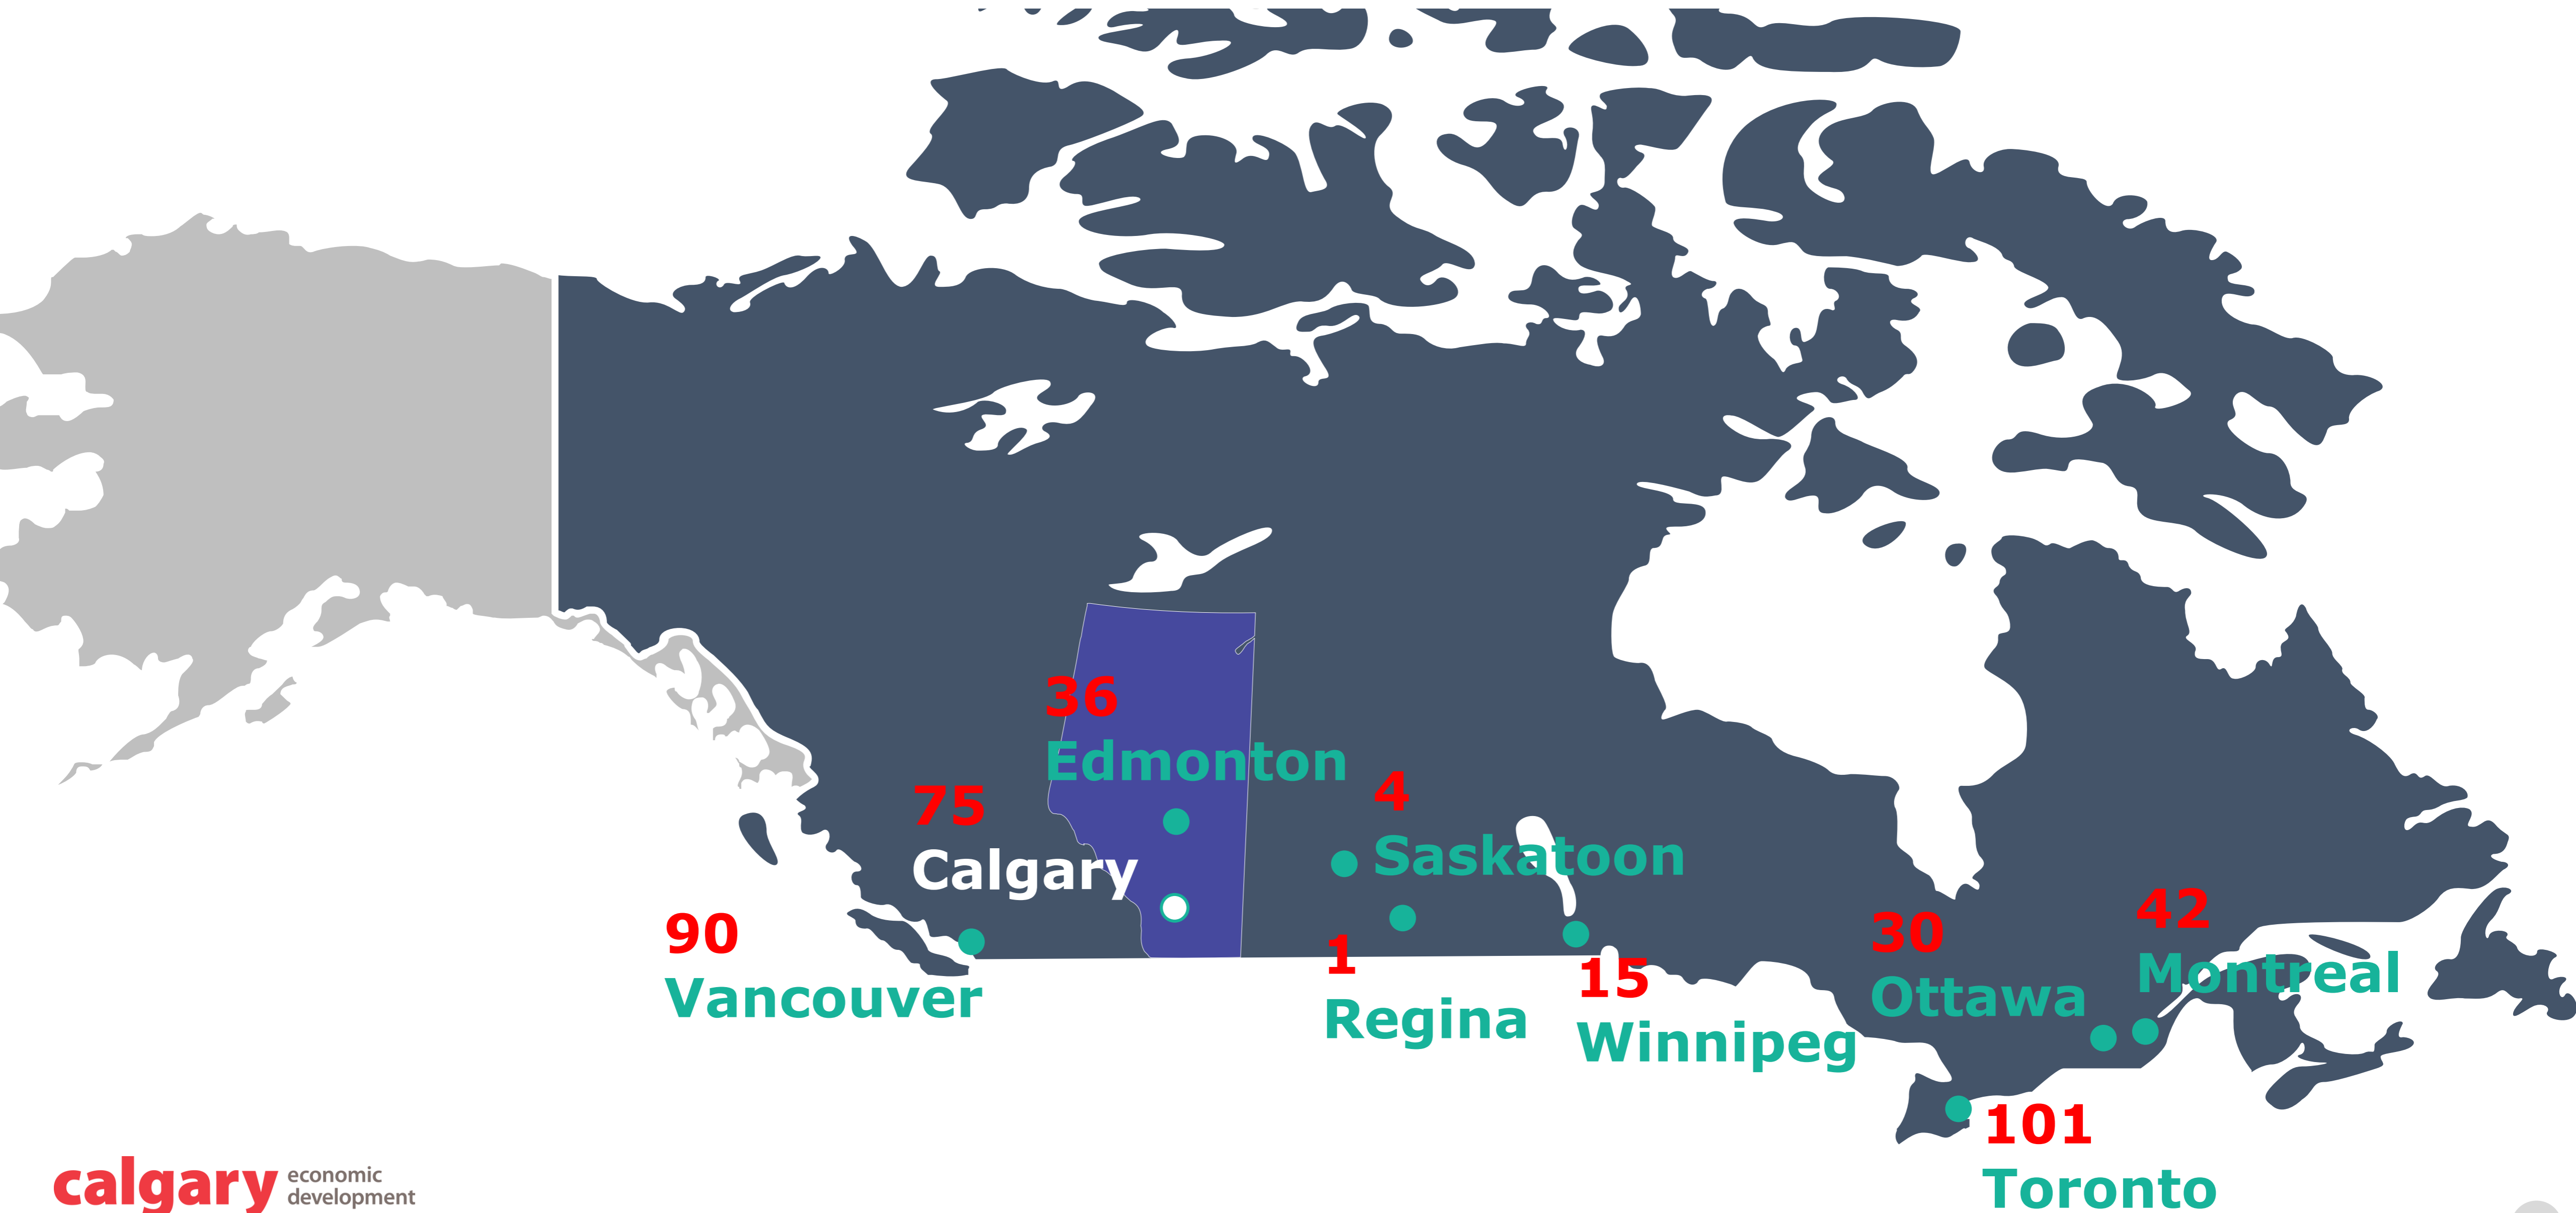 36
Edmonton
75
Calgary
4
Saskatoon
90
Vancouver
1
Regina
15
Winnipeg
30
Ottawa
42
Montreal
101
Toronto
calgary economic
development